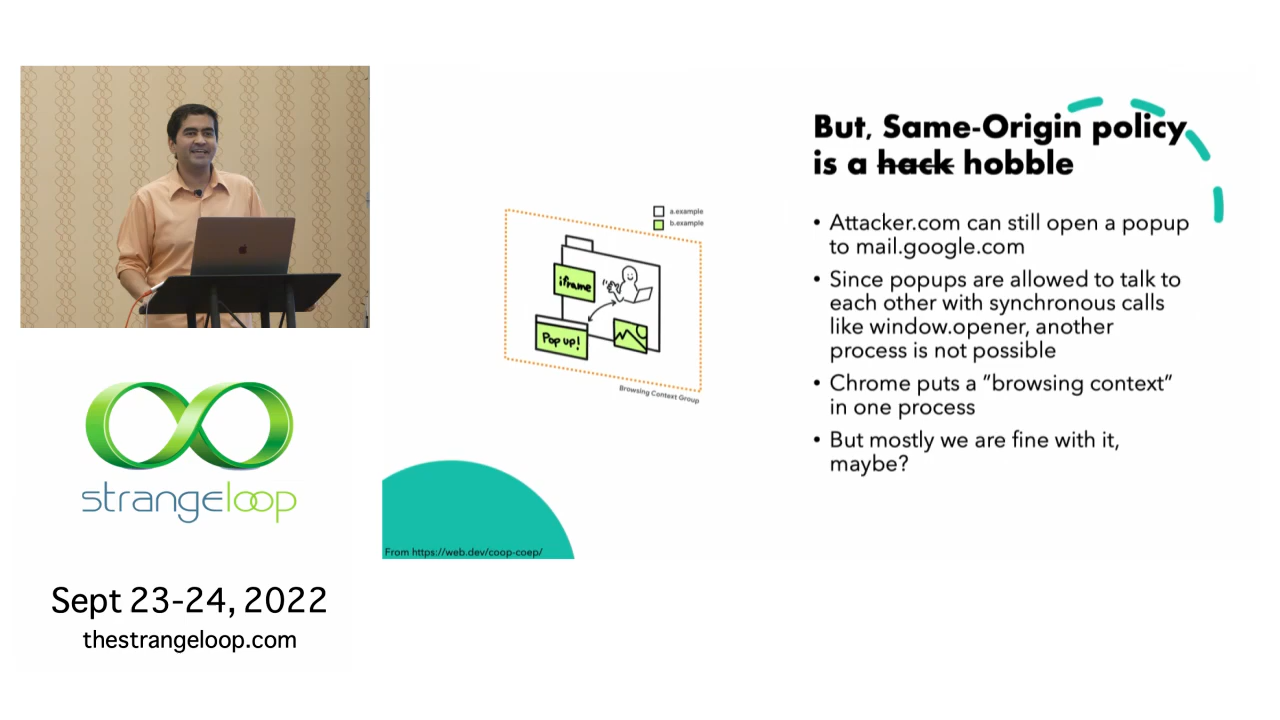 strangeloop
Sept 23-24, 2022
thestrangeloop.com
a.example
b.example
iframe
Pop up!
Browsing Context Group
From https://web.dev/coop-coep/
But, Same-Origin policy
is a hack hobble
• Attacker.com can still open a popup
to mail.google.com
• Since popups are allowed to talk to
each other with synchronous calls
like window.opener, another
process is not possible
• Chrome puts a "browsing context"
in one process
• But mostly we are fine with it,
maybe?